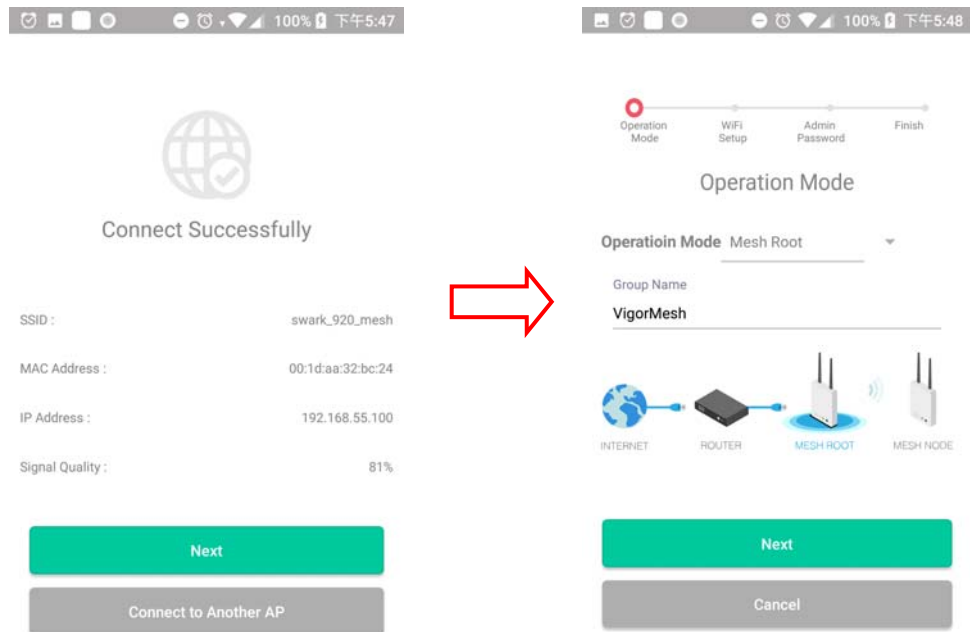 100% 下午5:47
Connect Successfully
SSID : swark_920_mesh
MAC Address : 00:1d:aa:32:bc:24
IP Address : 192.168.55.100
Signal Quality : 81%
Next
Connect to Another AP
100% 下午5:48
Operation Mode
WiFi Setup
Admin Password
Finish
Operation Mode
Operatioin Mode Mesh Root
Group Name
VigorMesh
INTERNET
ROUTER
MESH ROOT
MESH NODE
Next
Cancel